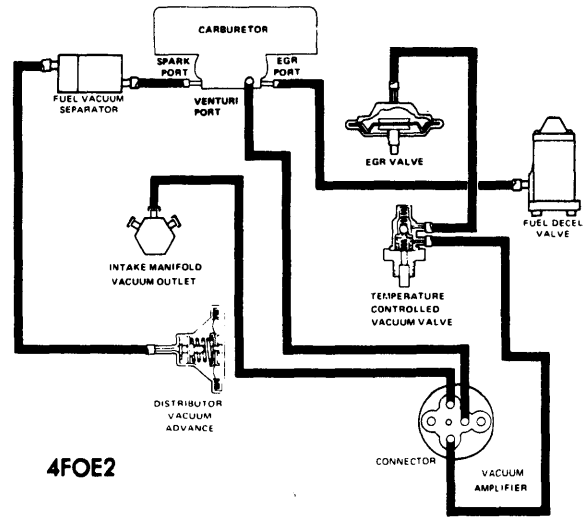 CARBURETOR
SPARK
PORT
EGR
PORT
FUEL VACUUM
SEPARATOR
VENTURI
PORT
EGR VALVE
FUEL DECEL
VALVE
INTAKE MANIFOLD
VACUUM OUTLET
TEMPERATURE
CONTROLLED
VACUUM VALVE
DISTRIBUTOR
VACUUM
ADVANCE
CONNECTOR
VACUUM
AMPLIFIER
4FOE2